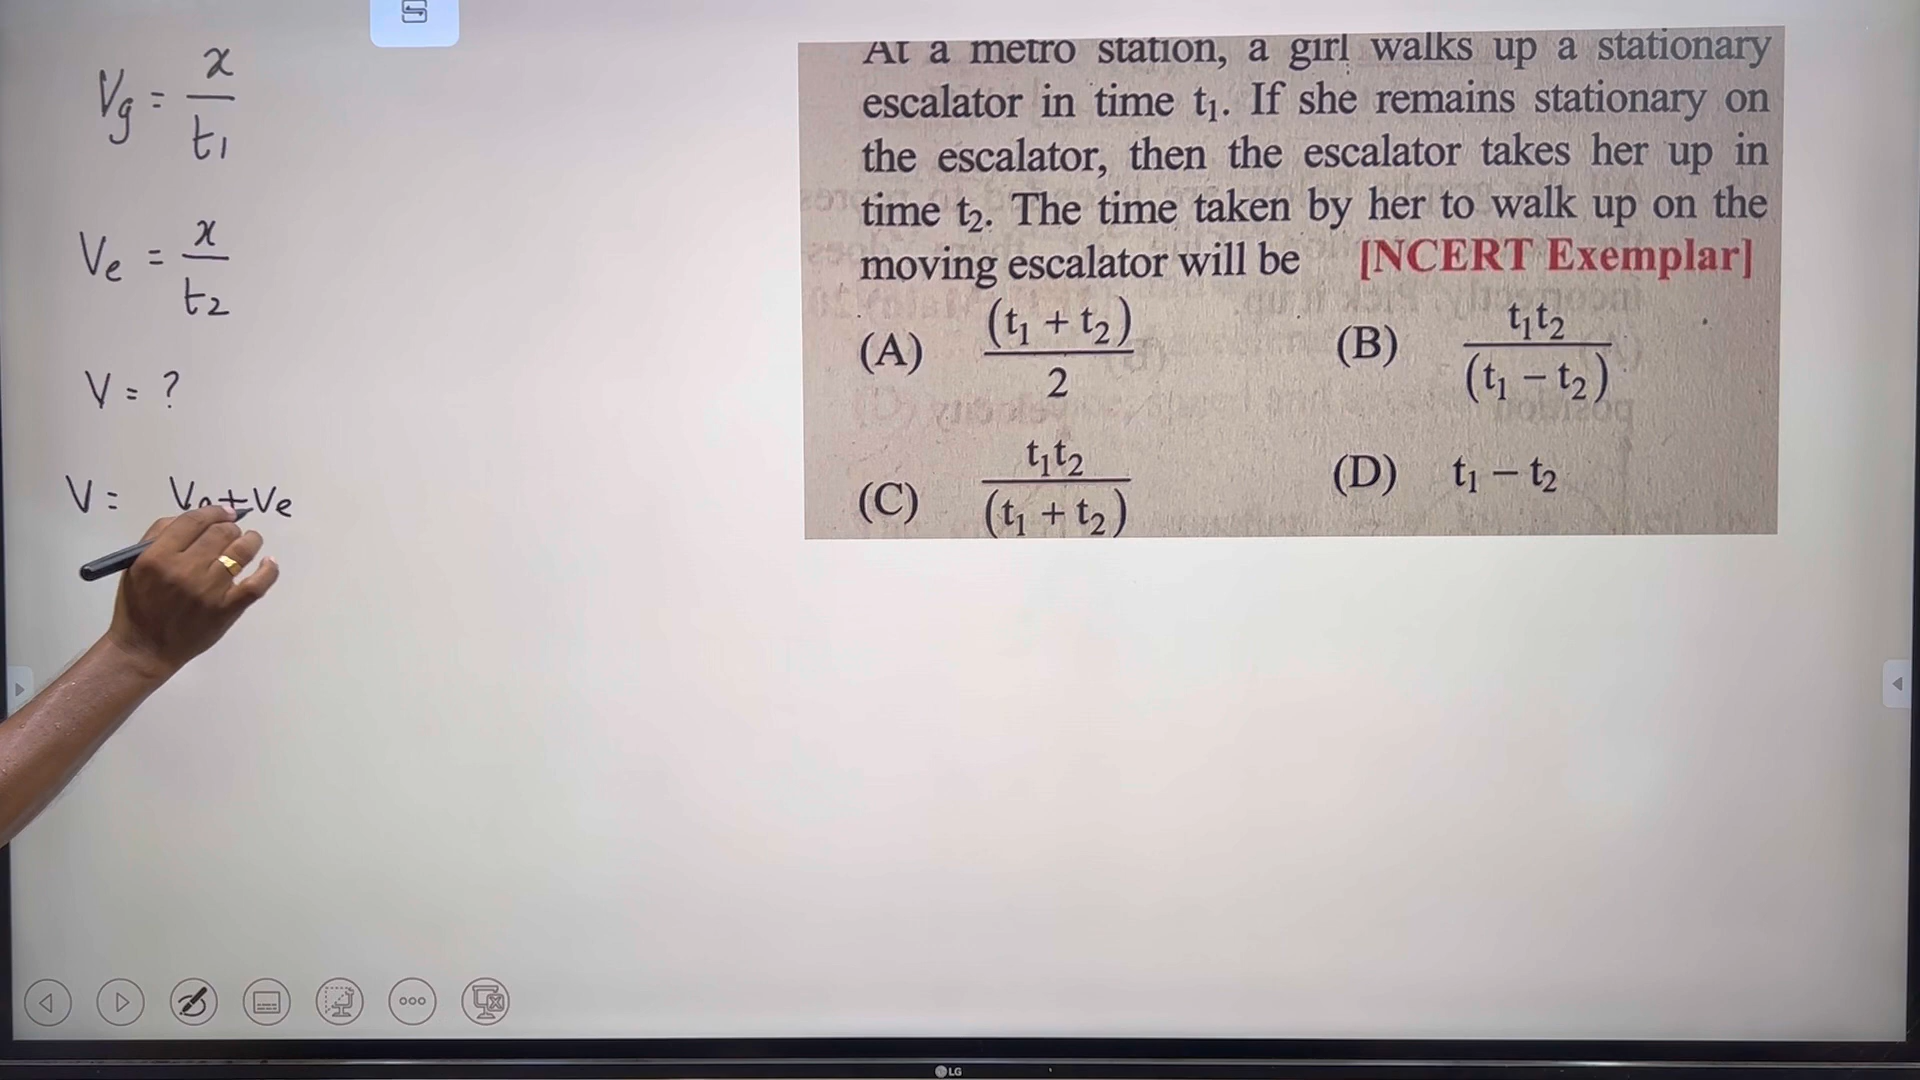 Vg = x/t1
Ve = x/t2
V = ?
V = Vg+Ve
At a metro station, a girl walks up a stationary
escalator in time t₁. If she remains stationary on
the escalator, then the escalator takes her up in
time t₂. The time taken by her to walk up on the
moving escalator will be [NCERT Exemplar]
(A) (t₁ + t₂)/2 (B) t₁t₂/(t₁ − t₂)
(C) t₁t₂/(t₁ + t₂) (D) t₁ − t₂
LG